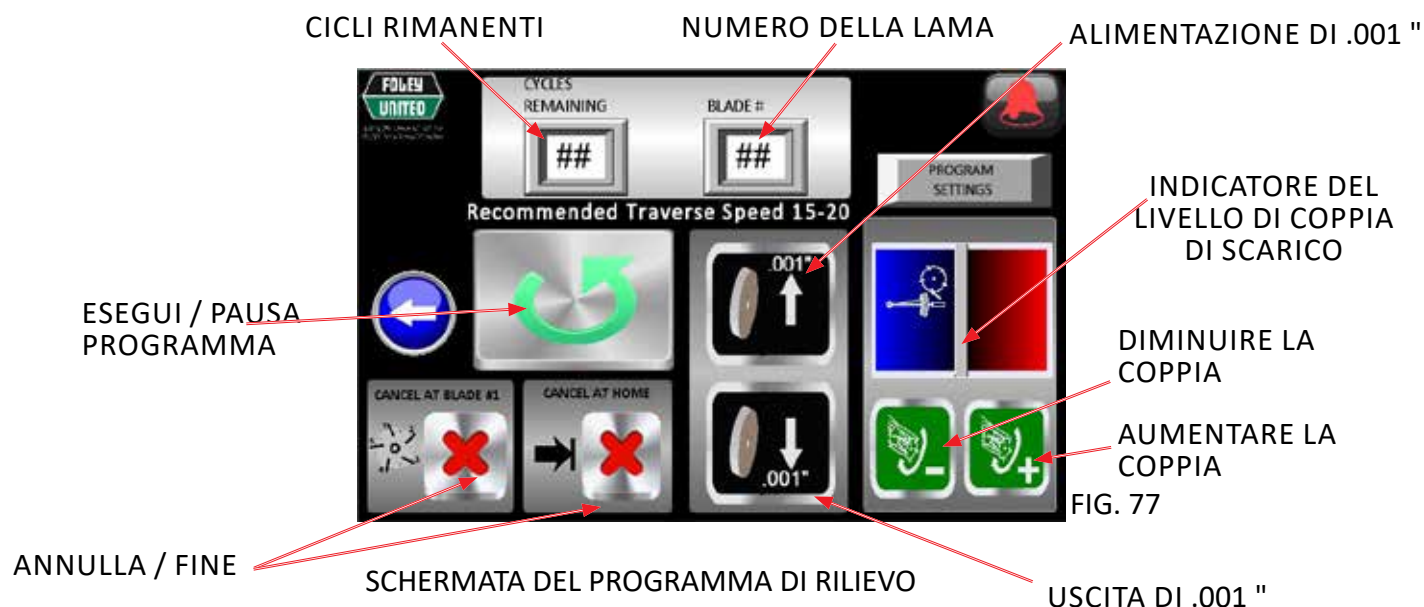 CICLI RIMANENTI
NUMERO DELLA LAMA
ALIMENTAZIONE DI .001 "
FOLEY
UNITED
CYCLES
REMAINING
BLADE #
##
##
PROGRAM
SETTINGS
Recommended Traverse Speed 15-20
INDICATORE DEL
LIVELLO DI COPPIA
DI SCARICO
.001"
ESEGUI / PAUSA
PROGRAMMA
DIMINUIRE LA
COPPIA
CANCEL AT BLADE #1
CANCEL AT HOME
.001"
AUMENTARE LA
COPPIA
FIG. 77
ANNULLA / FINE
SCHERMATA DEL PROGRAMMA DI RILIEVO
USCITA DI .001 "